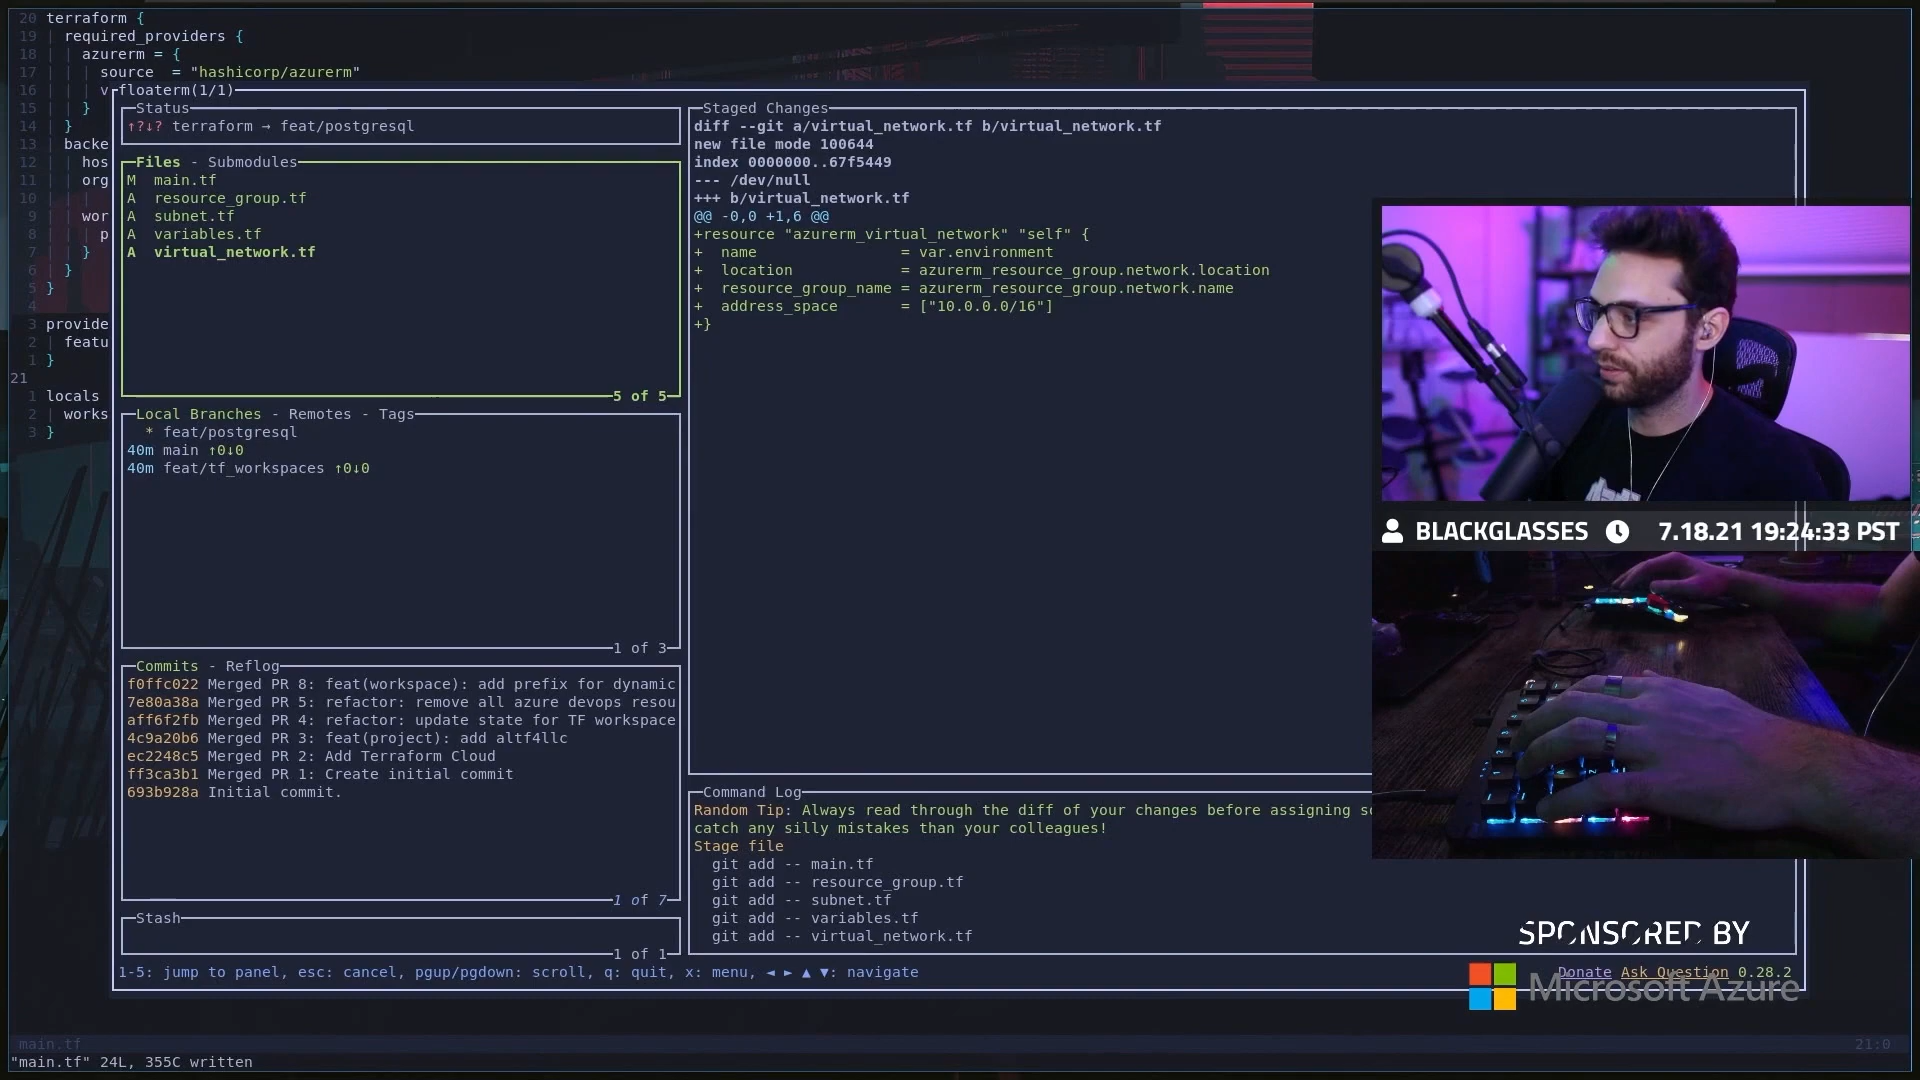 20 terraform {
19 required_providers {
18 azurerm = {
17 source = "hashicorp/azurerm"
16 v
15 }
14 }
13 backe
12 hos
11 org
10
9 wor
8 p
7 }
6 }
5 }
4
3 provide
2 featu
1 }
21
1 locals
2 works
3 }
floaterm(1/1)
Status
↑?↓? terraform → feat/postgresql
Files - Submodules
M main.tf
A resource_group.tf
A subnet.tf
A variables.tf
A virtual_network.tf
5 of 5
Local Branches - Remotes - Tags
* feat/postgresql
40m main ↑0↓0
40m feat/tf_workspaces ↑0↓0
1 of 3
Commits - Reflog
f0ffc022 Merged PR 8: feat(workspace): add prefix for dynamic
7e80a38a Merged PR 5: refactor: remove all azure devops resou
aff6f2fb Merged PR 4: refactor: update state for TF workspace
4c9a20b6 Merged PR 3: feat(project): add altf4llc
ec2248c5 Merged PR 2: Add Terraform Cloud
ff3ca3b1 Merged PR 1: Create initial commit
693b928a Initial commit.
1 of 7
Stash
1 of 1
Staged Changes
diff --git a/virtual_network.tf b/virtual_network.tf
new file mode 100644
index 0000000..67f5449
--- /dev/null
+++ b/virtual_network.tf
@@ -0,0 +1,6 @@
+resource "azurerm_virtual_network" "self" {
+ name = var.environment
+ location = azurerm_resource_group.network.location
+ resource_group_name = azurerm_resource_group.network.name
+ address_space = ["10.0.0.0/16"]
+}
Command Log
Random Tip: Always read through the diff of your changes before assigning so
catch any silly mistakes than your colleagues!
Stage file
git add -- main.tf
git add -- resource_group.tf
git add -- subnet.tf
git add -- variables.tf
git add -- virtual_network.tf
1-5: jump to panel, esc: cancel, pgup/pgdown: scroll, q: quit, x: menu, ◄ ► ▲ ▼: navigate
Donate Ask Question 0.28.2
BLACKGLASSES 7.18.21 19:24:33 PST
SPONSORED BY
Microsoft Azure
main.tf 21:0
"main.tf" 24L, 355C written